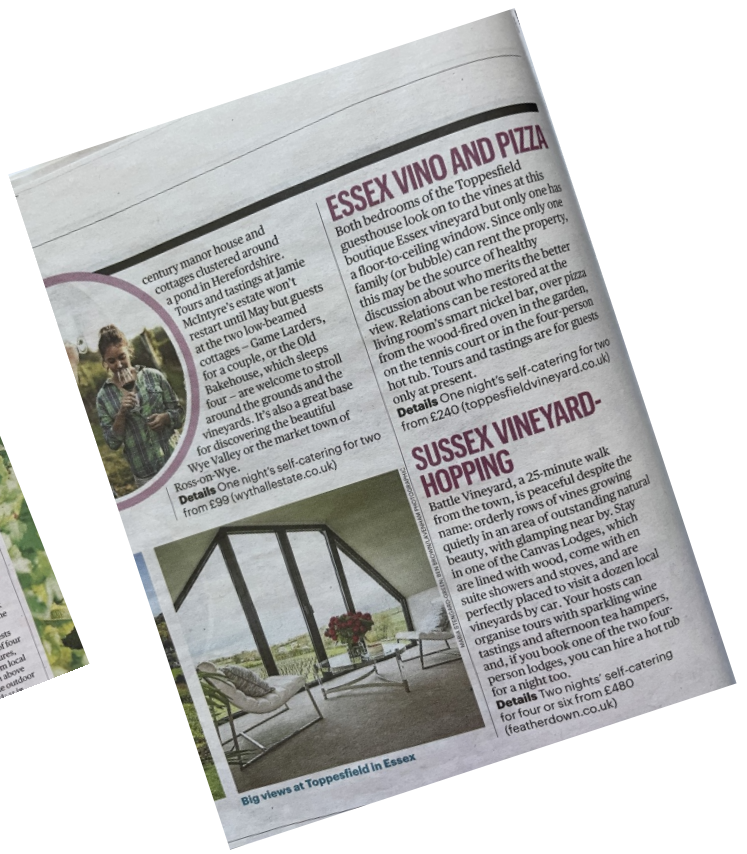 century manor house and
cottages clustered around
a pond in Herefordshire.
Tours and tastings at Jamie
McIntyre's estate won't
restart until May but guests
at the two low-beamed
cottages – Game Larders,
for a couple, or the Old
Bakehouse, which sleeps
four – are welcome to stroll
around the grounds and the
vineyards. It's also a great base
for discovering the beautiful
Wye Valley or the market town of
Ross-on-Wye.
Details One night's self-catering for two
from £99 (wythallestate.co.uk)
ESSEX VINO AND PIZZA
Both bedrooms of the Toppesfield
guesthouse look on to the vines at this
boutique Essex vineyard but only one has
a floor-to-ceiling window. Since only one
family (or bubble) can rent the property,
this may be the source of healthy
discussion about who merits the better
view. Relations can be restored at the
living room's smart nickel bar, over pizza
from the wood-fired oven in the garden,
on the tennis court or in the four-person
hot tub. Tours and tastings are for guests
only at present.
Details One night's self-catering for two
from £240 (toppesfieldvineyard.co.uk)
SUSSEX VINEYARD-
HOPPING
Battle Vineyard, a 25-minute walk
from the town, is peaceful despite the
name: orderly rows of vines growing
quietly in an area of outstanding natural
beauty, with glamping near by. Stay
in one of the Canvas Lodges, which
are lined with wood, come with en
suite showers and stoves, and are
perfectly placed to visit a dozen local
vineyards by car. Your hosts can
organise tours with sparkling wine
tastings and afternoon tea hampers,
and, if you book one of the two four-
person lodges, you can hire a hot tub
for a night too.
Details Two nights' self-catering
for four or six from £480
(featherdown.co.uk)
Big views at Toppesfield in Essex
of four
local
above
outdoor